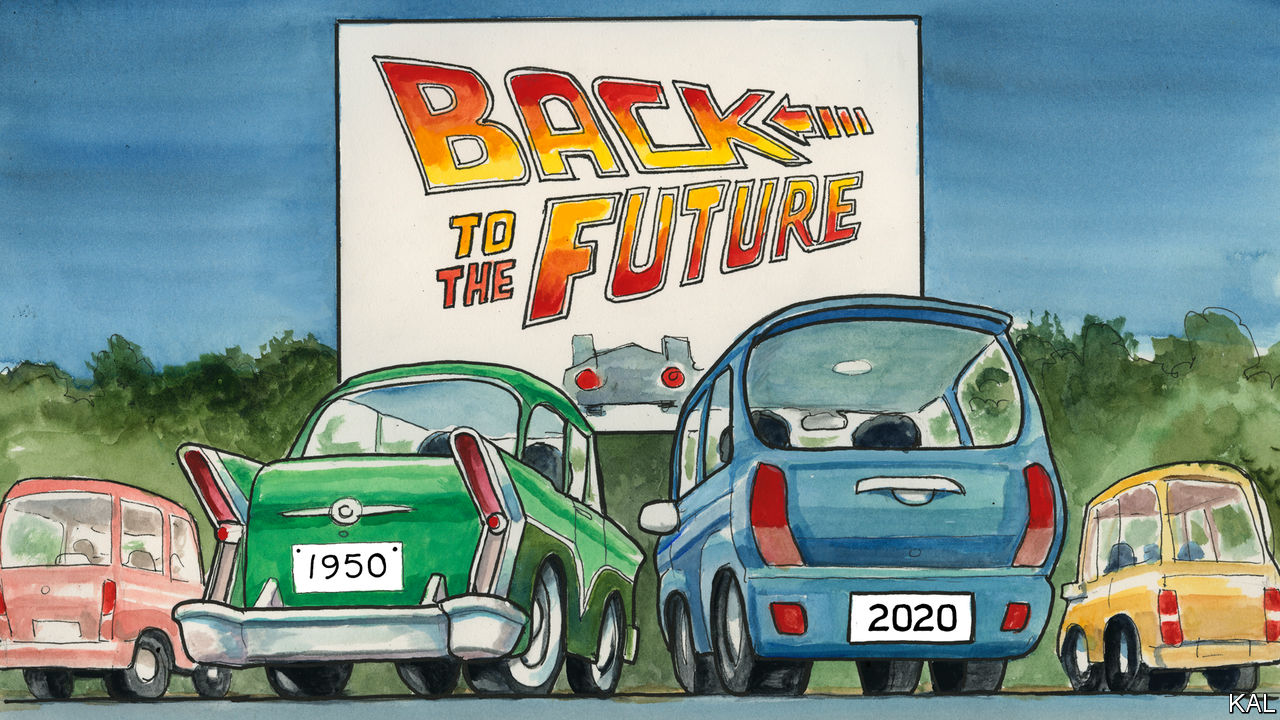 BACK
TO THE FUTURE
1950
2020
KAL